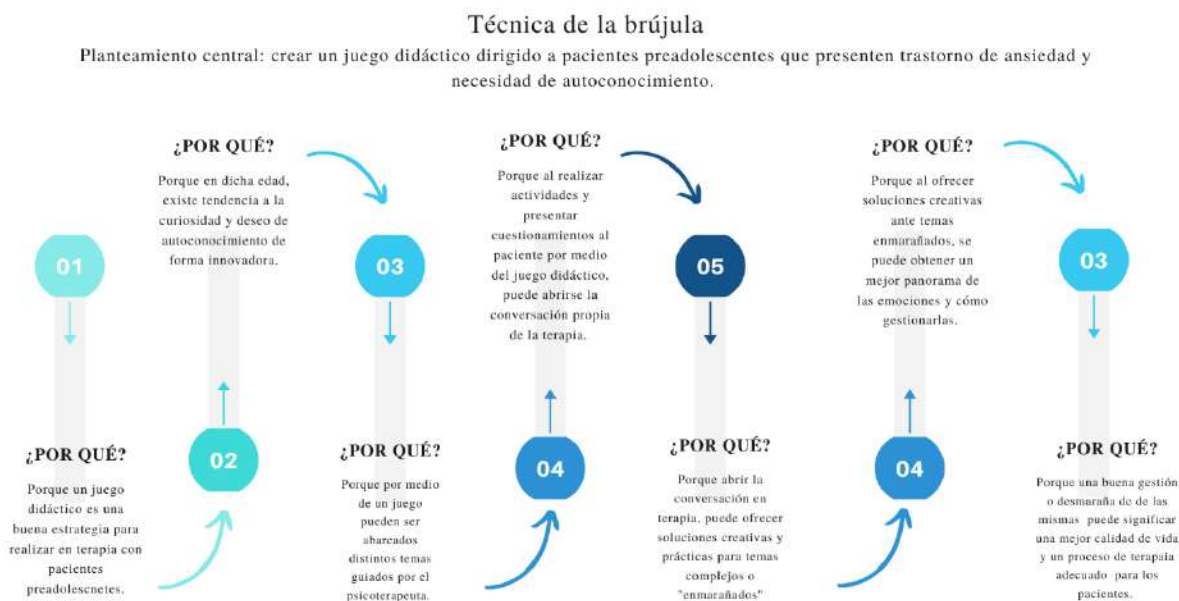 Técnica de la brújula
Planteamiento central: crear un juego didáctico dirigido a pacientes preadolescentes que presenten trastorno de ansiedad y
necesidad de autoconocimiento.
01
¿POR QUÉ?
Porque un juego
didáctico es una
buena estrategia para
realizar en terapia con
pacientes
preadolescnetes.
¿POR QUÉ?
Porque en dicha edad,
existe tendencia a la
curiosidad y deseo de
autoconocimiento de
forma innovadora.
02
03
¿POR QUÉ?
Porque por medio
de un juego
pueden ser
abarcados
distintos temas
guiados por el
psicoterapeuta.
¿POR QUÉ?
Porque al realizar
actividades y
presentar
cuestionamientos al
paciente por medio
del juego didáctico,
puede abrirse la
conversación propia
de la terapia.
04
05
¿POR QUÉ?
Porque abrir la
conversación en
terapia, puede ofrecer
soluciones creativas y
prácticas para temas
complejos o
"enmarañados"
¿POR QUÉ?
Porque al ofrecer
soluciones creativas
ante temas
enmarañados, se
puede obtener un
mejor panorama de
las emociones y cómo
gestionarlas.
04
03
¿POR QUÉ?
Porque una buena gestión
o desmaraña de de las
mismas puede significar
una mejor calidad de vida
y un proceso de terapaia
adecuado para los
pacientes.